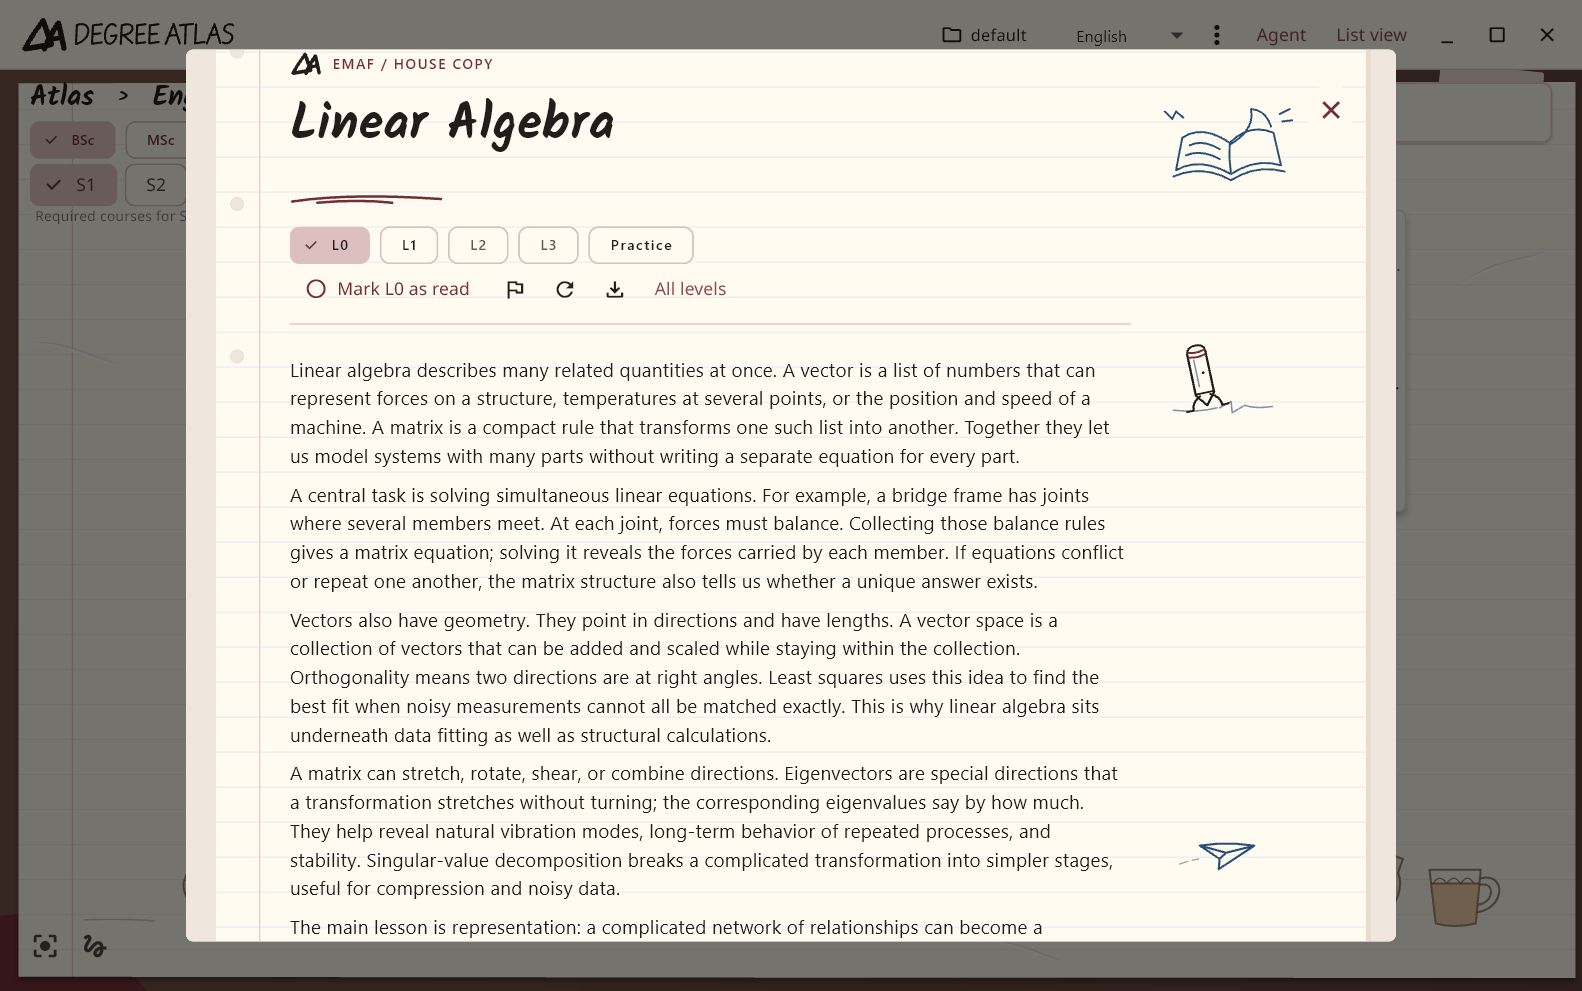 DEGREE ATLAS
default
English
Agent
List view
Atlas > Eng
BSc
MSc
S1
S2
Required courses for S
EMAF / HOUSE COPY
Linear Algebra
L0
L1
L2
L3
Practice
Mark L0 as read
All levels
Linear algebra describes many related quantities at once. A vector is a list of numbers that can
represent forces on a structure, temperatures at several points, or the position and speed of a
machine. A matrix is a compact rule that transforms one such list into another. Together they let
us model systems with many parts without writing a separate equation for every part.
A central task is solving simultaneous linear equations. For example, a bridge frame has joints
where several members meet. At each joint, forces must balance. Collecting those balance rules
gives a matrix equation; solving it reveals the forces carried by each member. If equations conflict
or repeat one another, the matrix structure also tells us whether a unique answer exists.
Vectors also have geometry. They point in directions and have lengths. A vector space is a
collection of vectors that can be added and scaled while staying within the collection.
Orthogonality means two directions are at right angles. Least squares uses this idea to find the
best fit when noisy measurements cannot all be matched exactly. This is why linear algebra sits
underneath data fitting as well as structural calculations.
A matrix can stretch, rotate, shear, or combine directions. Eigenvectors are special directions that
a transformation stretches without turning; the corresponding eigenvalues say by how much.
They help reveal natural vibration modes, long-term behavior of repeated processes, and
stability. Singular-value decomposition breaks a complicated transformation into simpler stages,
useful for compression and noisy data.
The main lesson is representation: a complicated network of relationships can become a